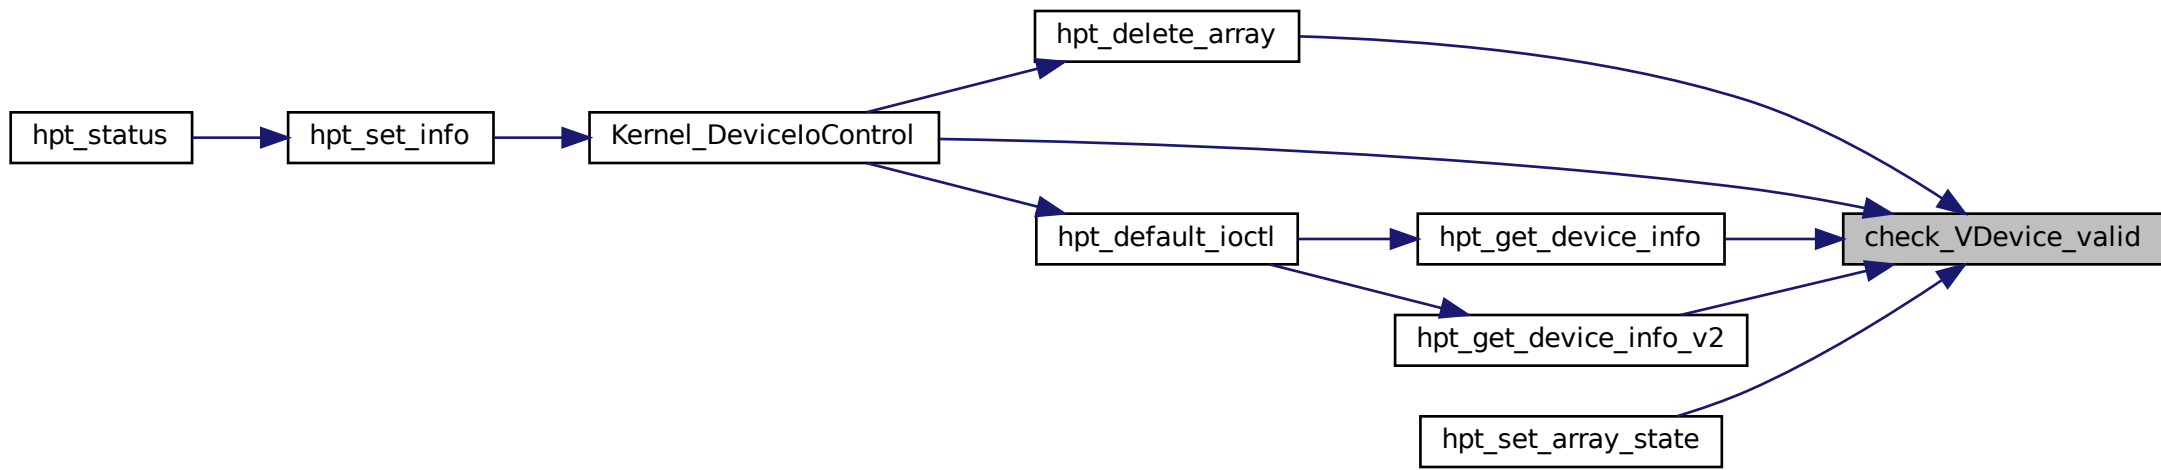 hpt_delete_array
hpt_status
hpt_set_info
Kernel_DeviceIoControl
hpt_default_ioctl
hpt_get_device_info
check_VDevice_valid
hpt_get_device_info_v2
hpt_set_array_state